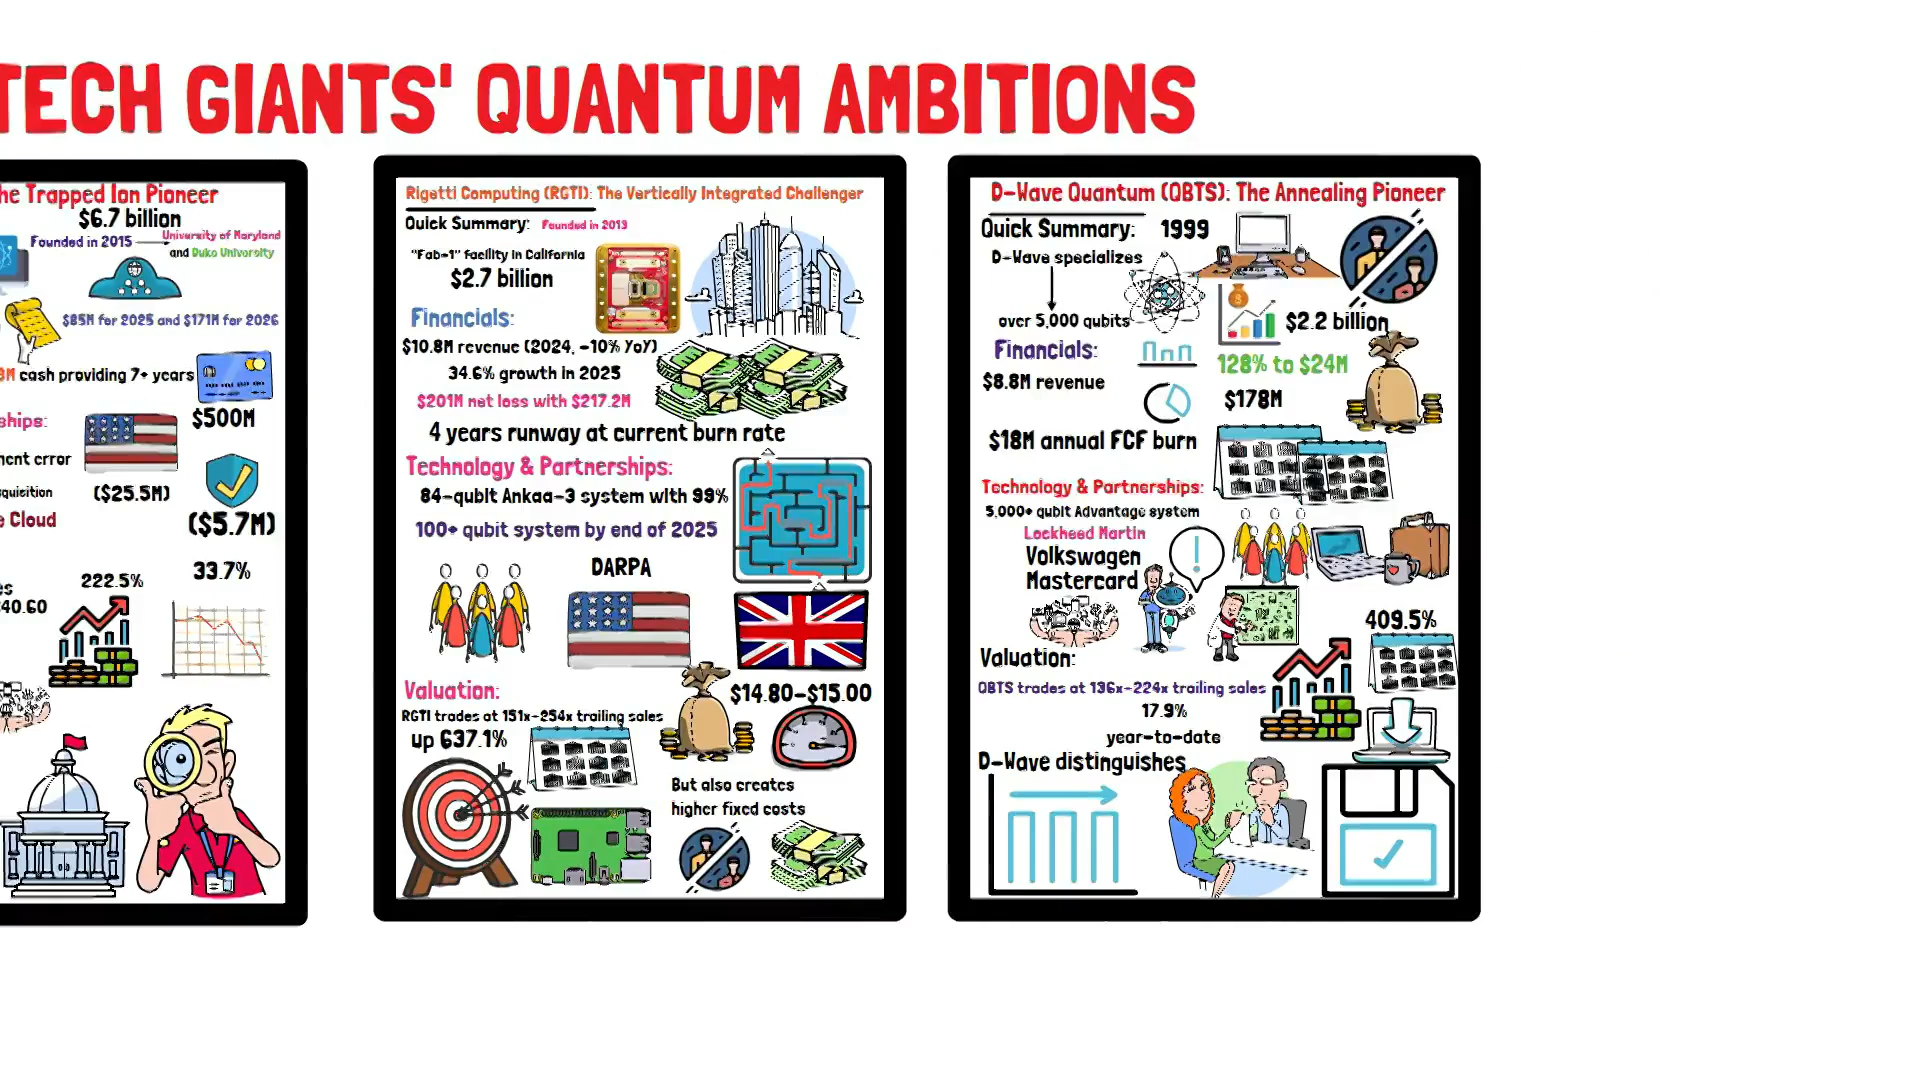 TECH GIANTS' QUANTUM AMBITIONS
he Trapped Ion Pioneer
$6.7 billion
Founded in 2015
University of Maryland
and Duke University
$85M for 2025 and $171M for 2026
M cash providing 7+ years
$500M
ships:
ment error
quisition
($25.5M)
e Cloud
($5.7M)
33.7%
222.5%
es
$40.60
Rigetti Computing (RGTI): The Vertically Integrated Challenger
Quick Summary: Founded in 2013
"Fab-1" facility in California
$2.7 billion
Financials:
$10.8M revenue (2024, -10% YoY)
34.6% growth in 2025
$201M net loss with $217.2M
4 years runway at current burn rate
Technology & Partnerships:
84-qubit Ankaa-3 system with 99%
100+ qubit system by end of 2025
DARPA
Valuation:
$14.80-$15.00
RGTI trades at 151x-254x trailing sales
up 637.1%
But also creates
higher fixed costs
D-Wave Quantum (QBTS): The Annealing Pioneer
Quick Summary: 1999
D-Wave specializes
over 5,000 qubits
$2.2 billion
Financials:
128% to $24M
$8.8M revenue
$178M
$18M annual FCF burn
Technology & Partnerships:
5,000+ qubit Advantage system
Lockheed Martin
Volkswagen
Mastercard
409.5%
Valuation:
QBTS trades at 136x-224x trailing sales
17.9%
year-to-date
D-Wave distinguishes